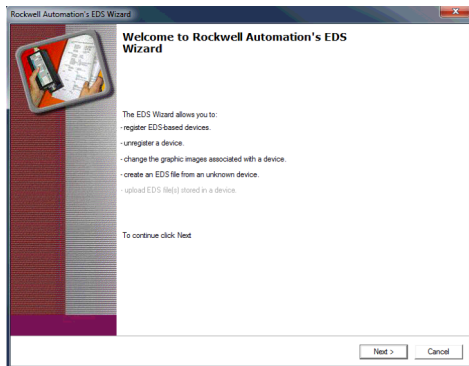 Rockwell Automation's EDS Wizard
Welcome to Rockwell Automation's EDS
Wizard
The EDS Wizard allows you to:
- register EDS-based devices.
- unregister a device.
- change the graphic images associated with a device.
- create an EDS file from an unknown device.
- upload EDS file(s) stored in a device.
To continue click Next
Next >
Cancel